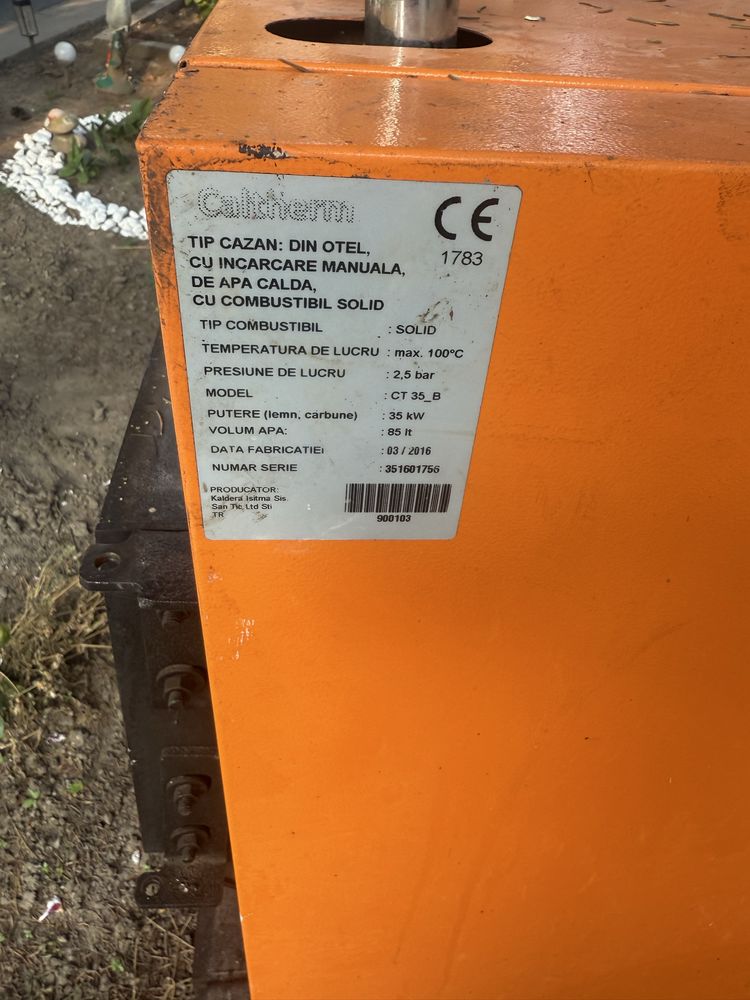 Caltherm
CE
1783
TIP CAZAN: DIN OTEL,
CU INCARCARE MANUALA,
DE APA CALDA,
CU COMBUSTIBIL SOLID
TIP COMBUSTIBIL : SOLID
TEMPERATURA DE LUCRU : max. 100°C
PRESIUNE DE LUCRU : 2,5 bar
MODEL : CT 35_B
PUTERE (lemn, carbune) : 35 kW
VOLUM APA: : 85 lt
DATA FABRICATIEI : 03 / 2016
NUMAR SERIE : 351601756
PRODUCATOR:
Kaldera Isitma Sis
San Tic Ltd Sti
TR
900103